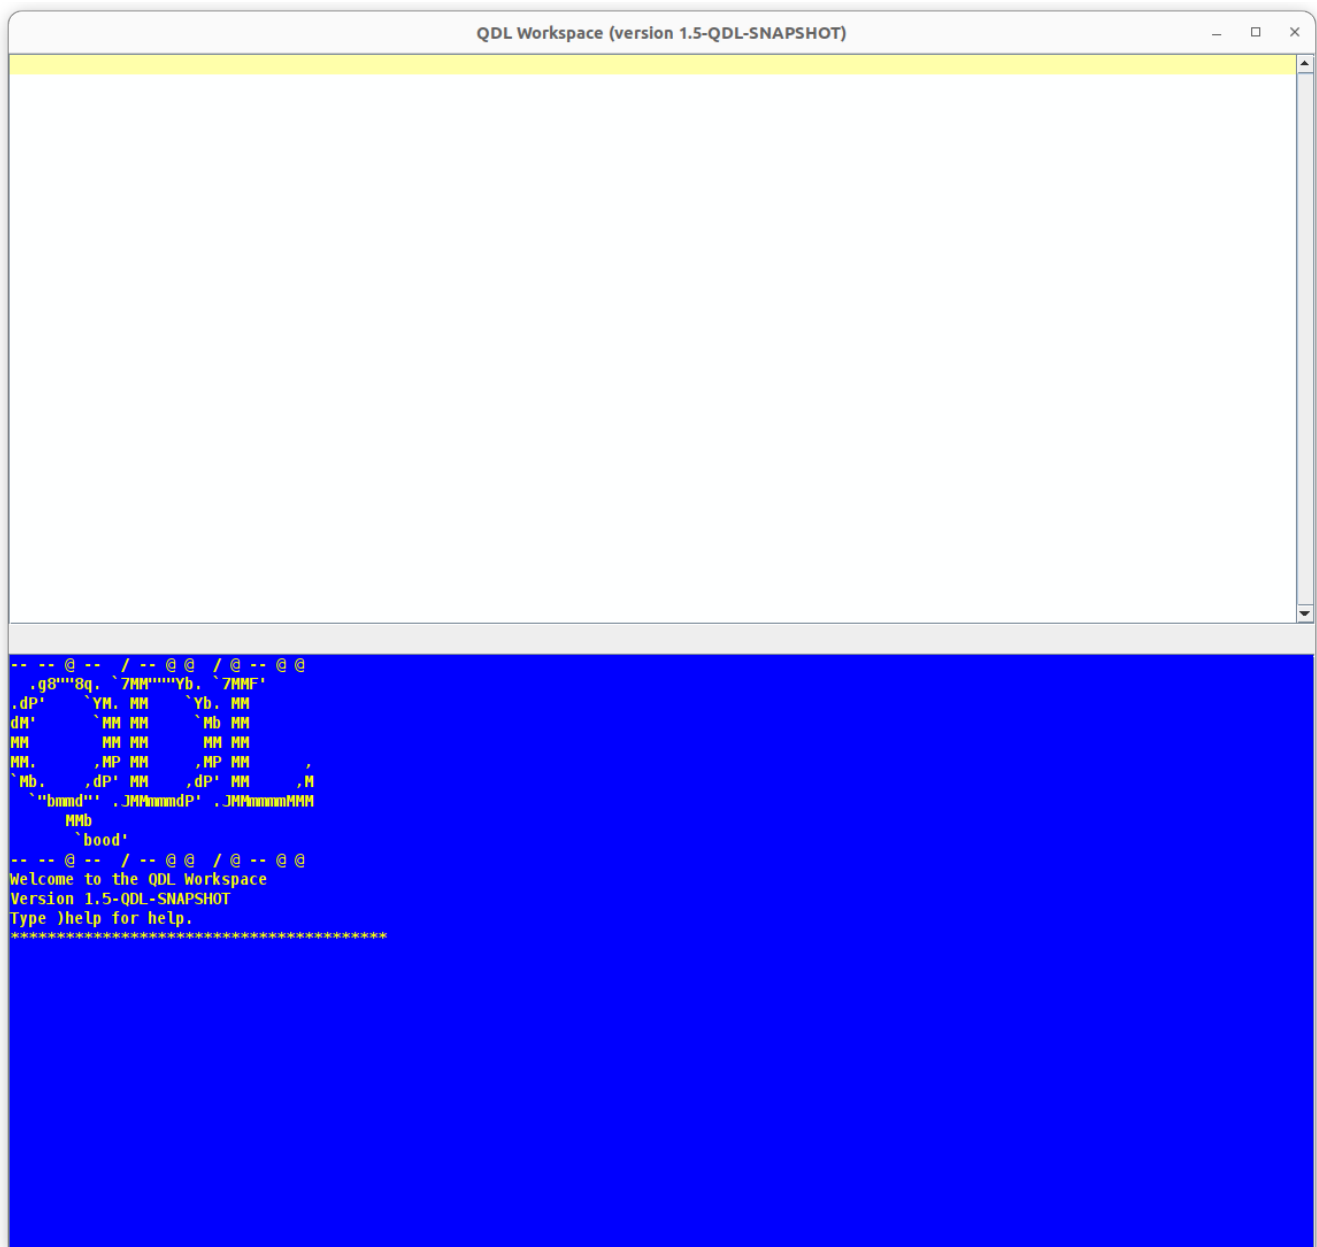 QDL Workspace (version 1.5-QDL-SNAPSHOT)
-- -- @ --  / -- @ @  / @ -- @ @
  .g8""8q. `7MM"""Yb. `7MMF'
.dP'    `YM. MM    `Yb. MM
dM'      `MM MM     `Mb MM
MM        MM MM      MM MM
MM.      ,MP MM     ,MP MM      ,
`Mb.    ,dP' MM    ,dP' MM     ,M
  `"bmmd"' .JMMmmmdP' .JMMmmmmMMM
      MMb
       `bood'
-- -- @ --  / -- @ @  / @ -- @ @
Welcome to the QDL Workspace
Version 1.5-QDL-SNAPSHOT
Type )help for help.
*****************************************